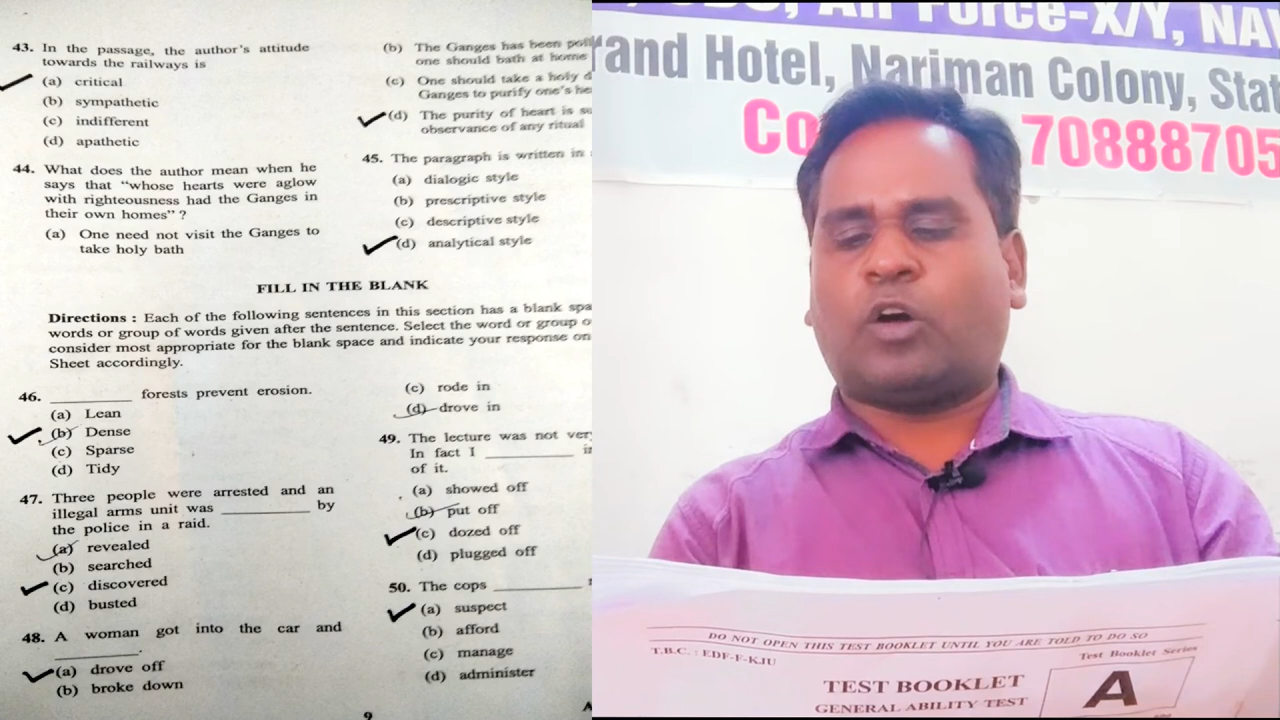 43. In the passage, the author's attitude
towards the railways is
(a) critical
(b) sympathetic
(c) indifferent
(d) apathetic
44. What does the author mean when he
says that “whose hearts were aglow
with righteousness had the Ganges in
their own homes”?
(a) One need not visit the Ganges to
take holy bath
(b) The Ganges has been
one should bath at home
(c) One should take a holy
Ganges to purify one's
(d) The purity of heart is
observance of any ritual
45. The paragraph is written in
(a) dialogic style
(b) prescriptive style
(c) descriptive style
(d) analytical style
FILL IN THE BLANK
Directions : Each of the following sentences in this section has a blank
words or group of words given after the sentence. Select the word or group
consider most appropriate for the blank space and indicate your response on
Sheet accordingly.
46. __________ forests prevent erosion.
(a) Lean
(b) Dense
(c) Sparse
(d) Tidy
47. Three people were arrested and an
illegal arms unit was __________ by
the police in a raid.
(a) revealed
(b) searched
(c) discovered
(d) busted
48. A woman got into the car and
__________.
(a) drove off
(b) broke down
(c) rode in
(d) drove in
49. The lecture was not
In fact I __________
of it.
(a) showed off
(b) put off
(c) dozed off
(d) plugged off
50. The cops __________
(a) suspect
(b) afford
(c) manage
(d) administer
9
Air Force-X/Y,
Hotel, Nariman Colony,
70888705
DO NOT OPEN THIS TEST BOOKLET UNTIL YOU ARE TOLD TO DO SO
T.B.C. : EDF-F-KJU
Test Booklet Series
TEST BOOKLET
GENERAL ABILITY TEST
A